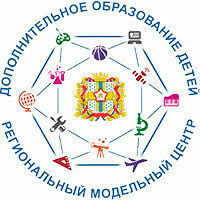 ДОПОЛНИТЕЛЬНОЕ ОБРАЗОВАНИЕ ДЕТЕЙ
РЕГИОНАЛЬНЫЙ МОДЕЛЬНЫЙ ЦЕНТР